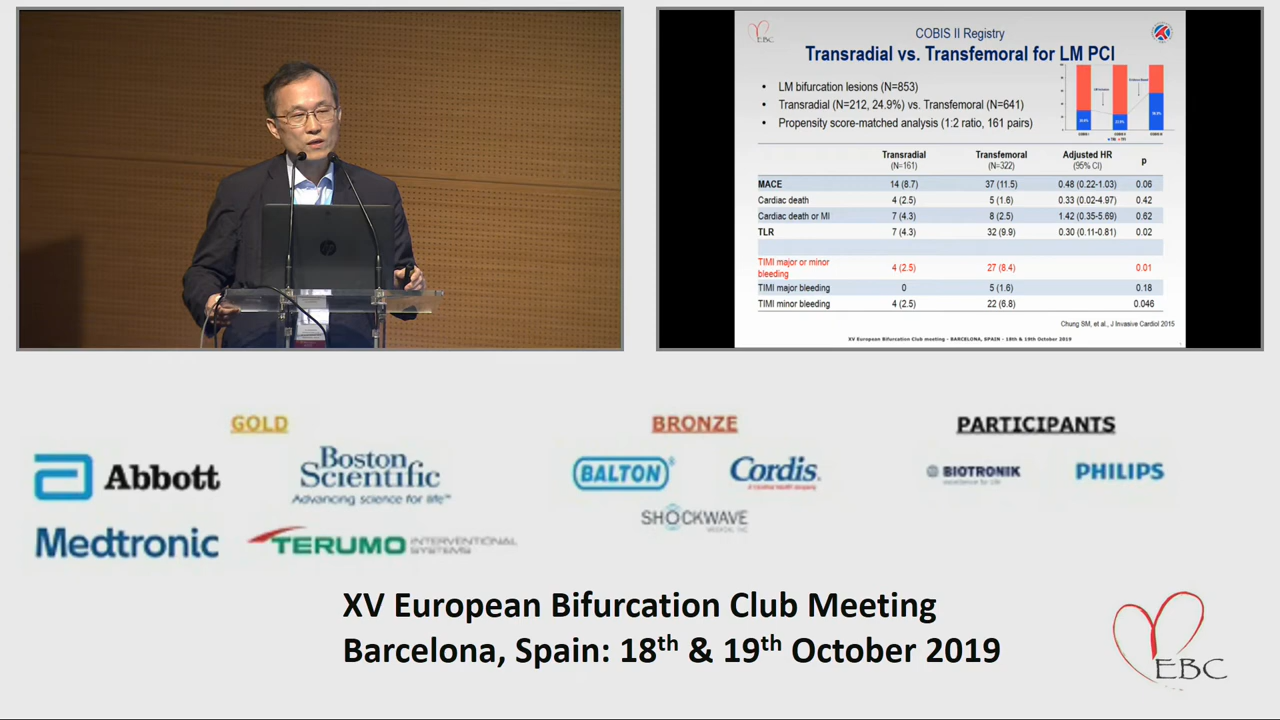 EBC
COBIS II Registry
Transradial vs. Transfemoral for LM PCI
• LM bifurcation lesions (N=853)
• Transradial (N=212, 24.9%) vs. Transfemoral (N=641)
• Propensity score-matched analysis (1:2 ratio, 161 pairs)
Transradial Transfemoral Adjusted HR p
(N=161) (N=322) (95% CI)
MACE 14 (8.7) 37 (11.5) 0.48 (0.22-1.03) 0.06
Cardiac death 4 (2.5) 5 (1.6) 0.33 (0.02-4.97) 0.42
Cardiac death or MI 7 (4.3) 8 (2.5) 1.42 (0.35-5.69) 0.62
TLR 7 (4.3) 32 (9.9) 0.30 (0.11-0.81) 0.02
TIMI major or minor
bleeding 4 (2.5) 27 (8.4) 0.01
TIMI major bleeding 0 5 (1.6) 0.18
TIMI minor bleeding 4 (2.5) 22 (6.8) 0.046
Chung SM, et al., J Invasive Cardiol 2015
XV European Bifurcation Club meeting - BARCELONA, SPAIN - 18th & 19th October 2019
hp
GOLD
BRONZE
PARTICIPANTS
Abbott
Boston
Scientific
Advancing science for life™
BALTON®
Cordis.
BIOTRONIK
excellence for life
PHILIPS
SHOCKWAVE
MEDICAL, INC
Medtronic
TERUMO INTERVENTIONAL
SYSTEMS
XV European Bifurcation Club Meeting
Barcelona, Spain: 18th & 19th October 2019
EBC